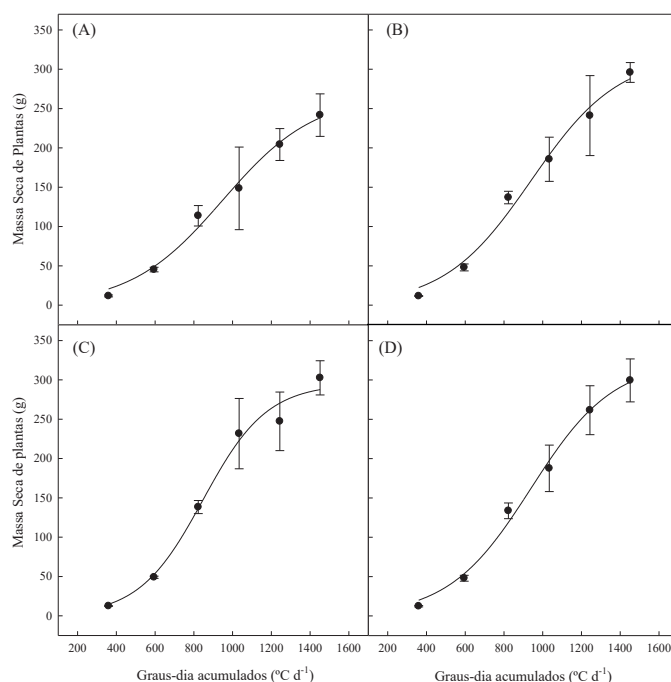 (A)
(B)
Massa Seca de Plantas (g)
350
300
250
200
150
100
50
0
(C)
(D)
Massa Seca de plantas (g)
350
300
250
200
150
100
50
0
200 400 600 800 1000 1200 1400 1600
200 400 600 800 1000 1200 1400 1600
Graus-dia acumulados (ºC d-1)
Graus-dia acumulados (ºC d-1)